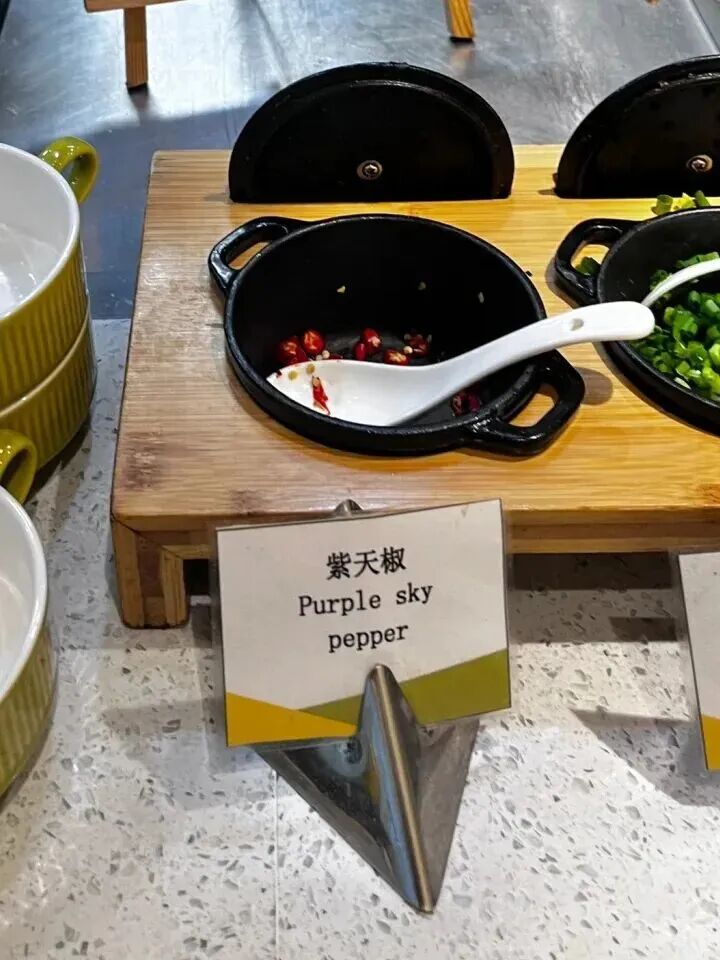 紫天椒
Purple sky
pepper